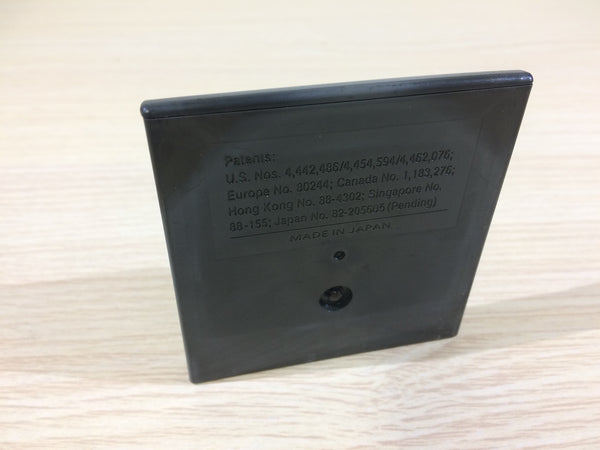 Patents:
U.S. Nos. 4,442,486/4,454,594/4,462,076;
Europe No. 80244; Canada No. 1,183,276;
Hong Kong No. 88-4302; Singapore No.
88-155; Japan No. 82-205605 (Pending)
MADE IN JAPAN